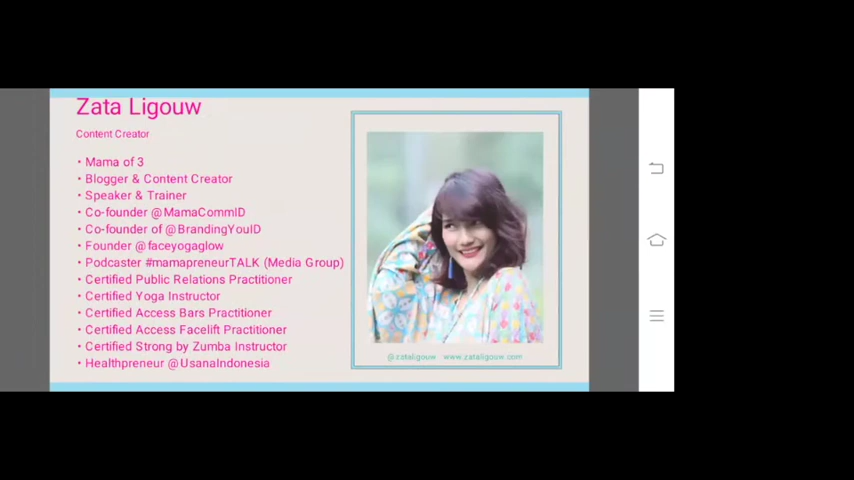 Zata Ligouw
Content Creator
• Mama of 3
• Blogger & Content Creator
• Speaker & Trainer
• Co-founder @MamaCommID
• Co-founder of @BrandingYouID
• Founder @faceyogaglow
• Podcaster #mamapreneurTALK (Media Group)
• Certified Public Relations Practitioner
• Certified Yoga Instructor
• Certified Access Bars Practitioner
• Certified Access Facelift Practitioner
• Certified Strong by Zumba Instructor
• Healthpreneur @UsanaIndonesia
@zataligouw www.zataligouw.com